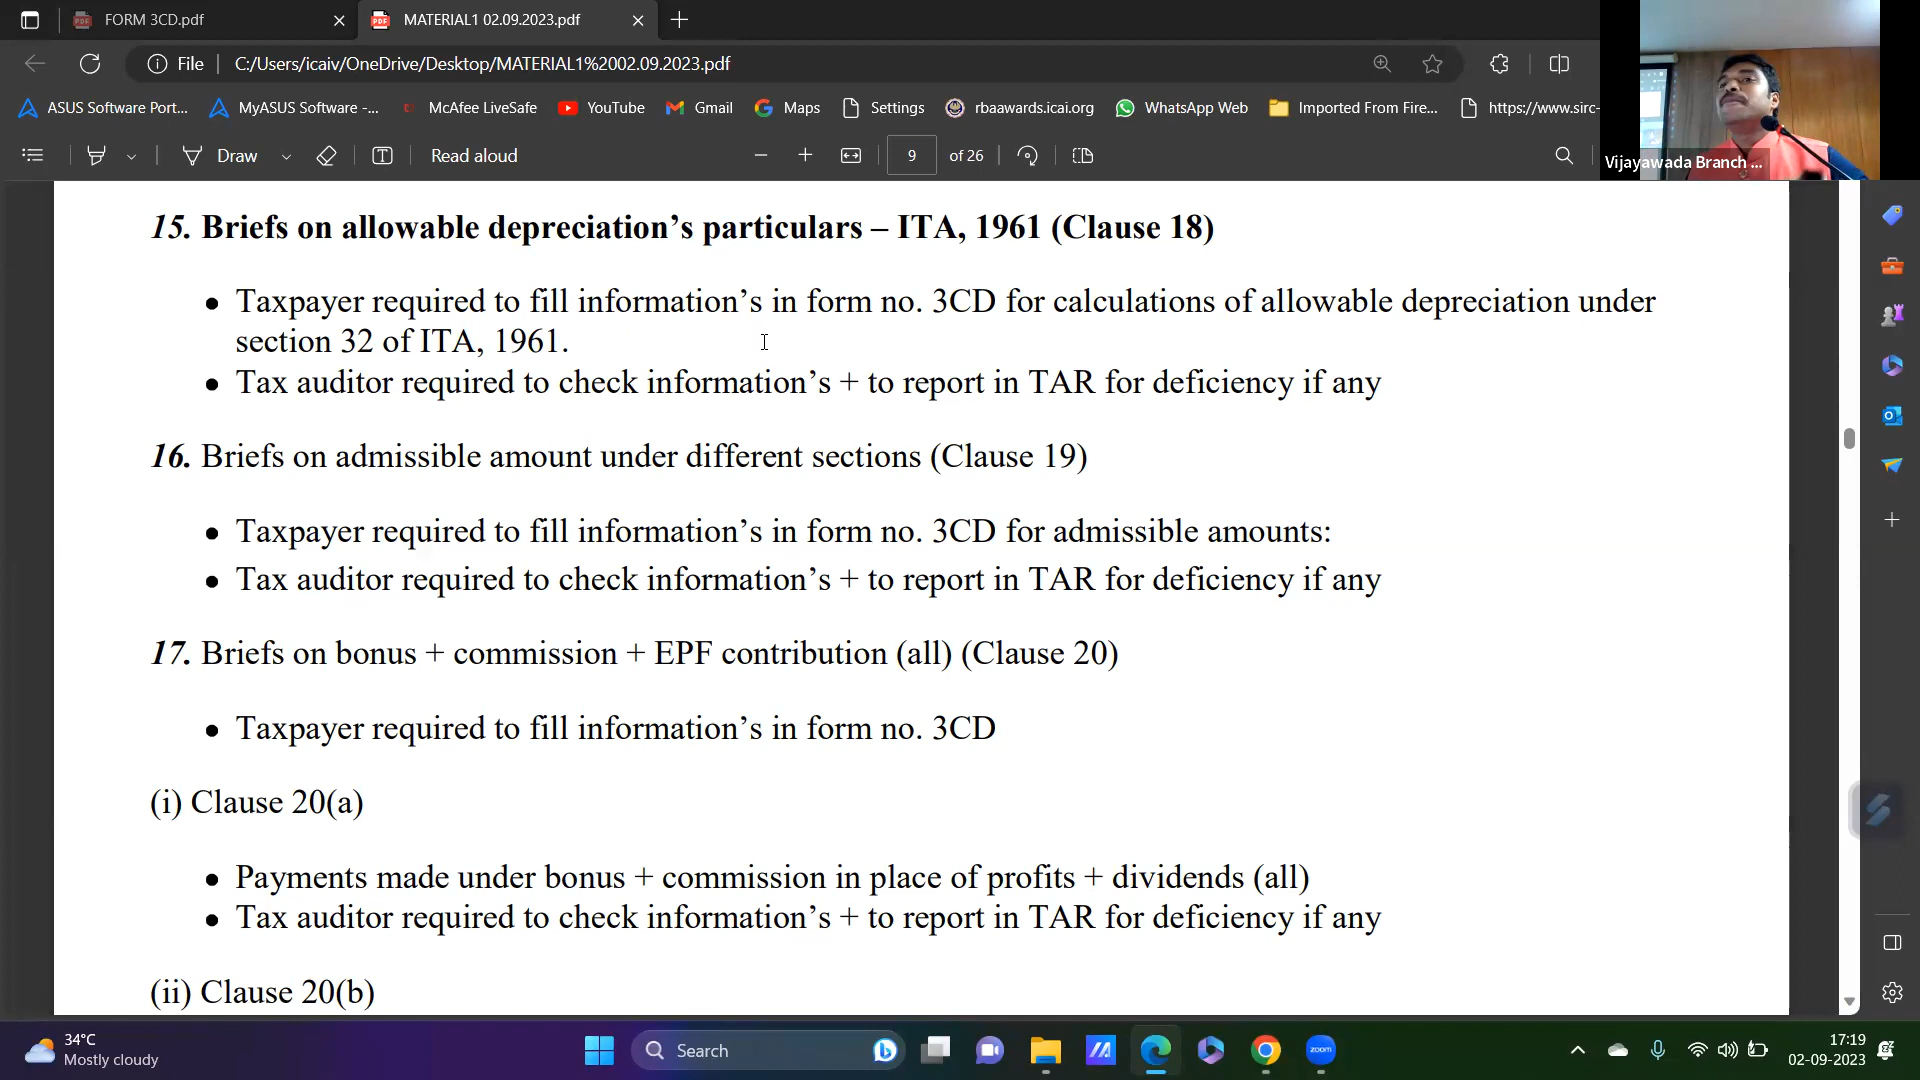 FORM 3CD.pdf
MATERIAL1 02.09.2023.pdf
File
C:/Users/icaiv/OneDrive/Desktop/MATERIAL1%2002.09.2023.pdf
ASUS Software Port...
MyASUS Software -...
McAfee LiveSafe
YouTube
Gmail
Maps
Settings
rbaawards.icai.org
WhatsApp Web
Imported From Fire...
https://www.sirc-
Draw
Read aloud
9 of 26
Vijayawada Branch ...
15. Briefs on allowable depreciation’s particulars – ITA, 1961 (Clause 18)
• Taxpayer required to fill information’s in form no. 3CD for calculations of allowable depreciation under
section 32 of ITA, 1961.
• Tax auditor required to check information’s + to report in TAR for deficiency if any
16. Briefs on admissible amount under different sections (Clause 19)
• Taxpayer required to fill information’s in form no. 3CD for admissible amounts:
• Tax auditor required to check information’s + to report in TAR for deficiency if any
17. Briefs on bonus + commission + EPF contribution (all) (Clause 20)
• Taxpayer required to fill information’s in form no. 3CD
(i) Clause 20(a)
• Payments made under bonus + commission in place of profits + dividends (all)
• Tax auditor required to check information’s + to report in TAR for deficiency if any
(ii) Clause 20(b)
34°C
Mostly cloudy
Search
zoom
17:19
02-09-2023